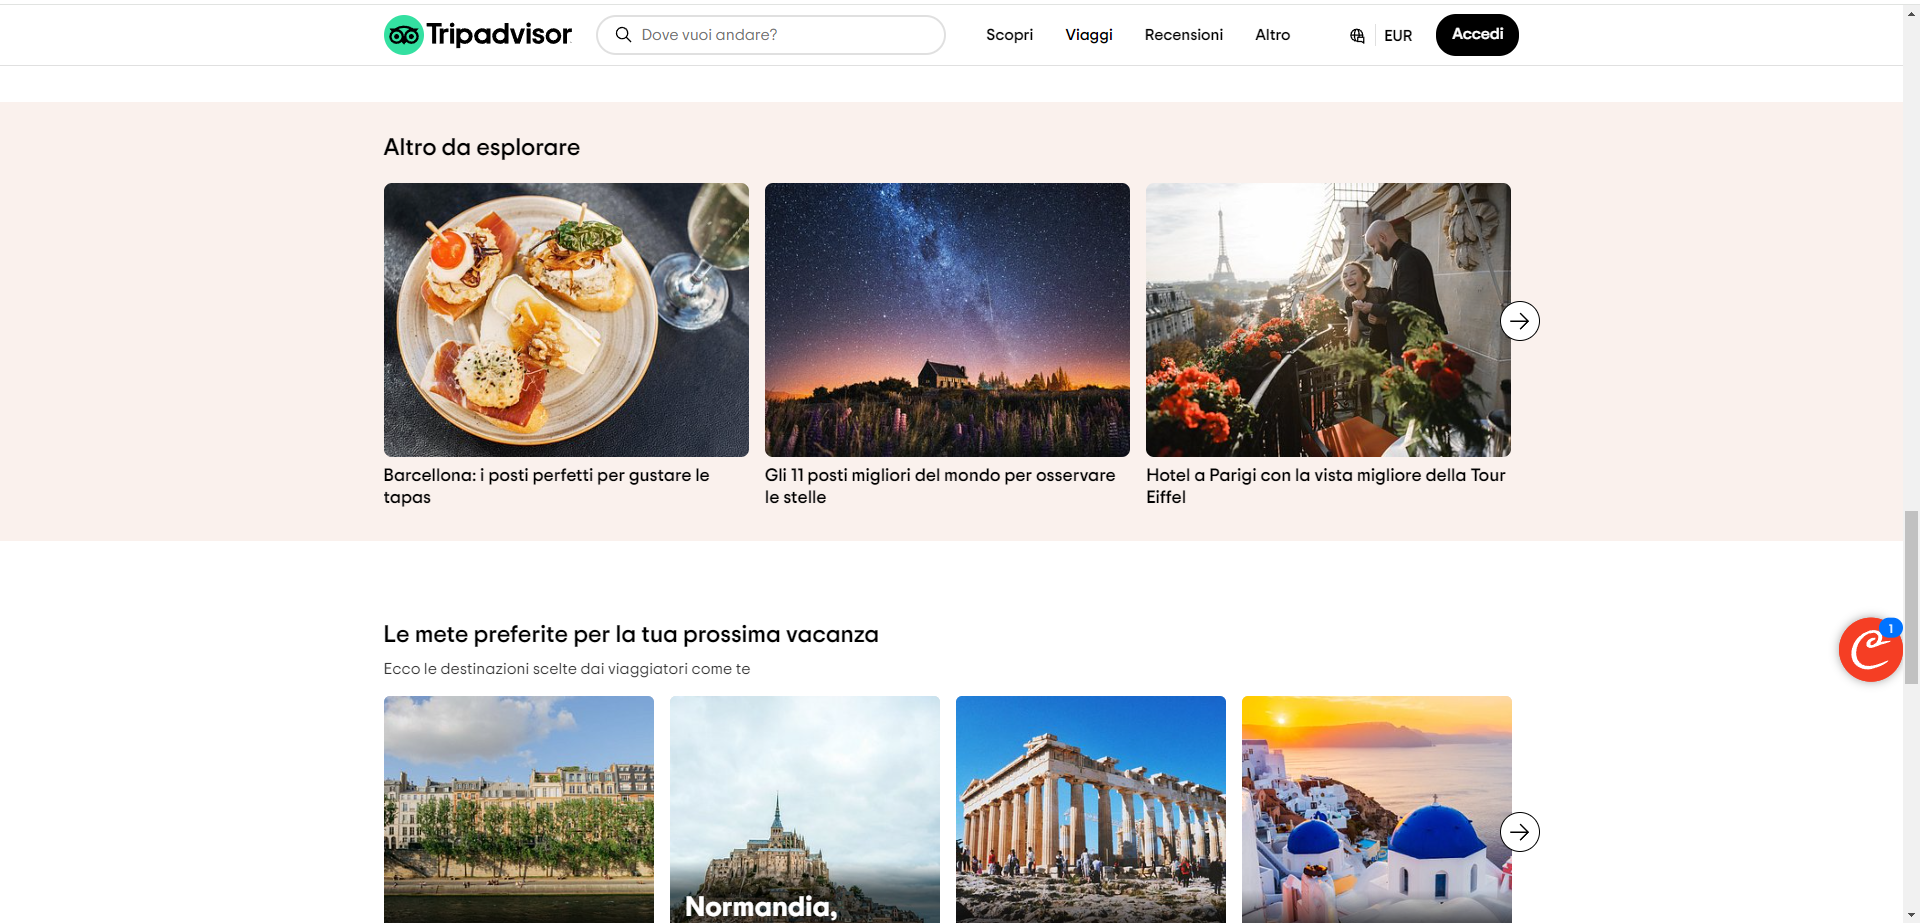 Tripadvisor
Dove vuoi andare?
Scopri
Viaggi
Recensioni
Altro
EUR
Accedi
Altro da esplorare
Barcellona: i posti perfetti per gustare le
tapas
Gli 11 posti migliori del mondo per osservare
le stelle
Hotel a Parigi con la vista migliore della Tour
Eiffel
1
Le mete preferite per la tua prossima vacanza
Ecco le destinazioni scelte dai viaggiatori come te
Normandia,